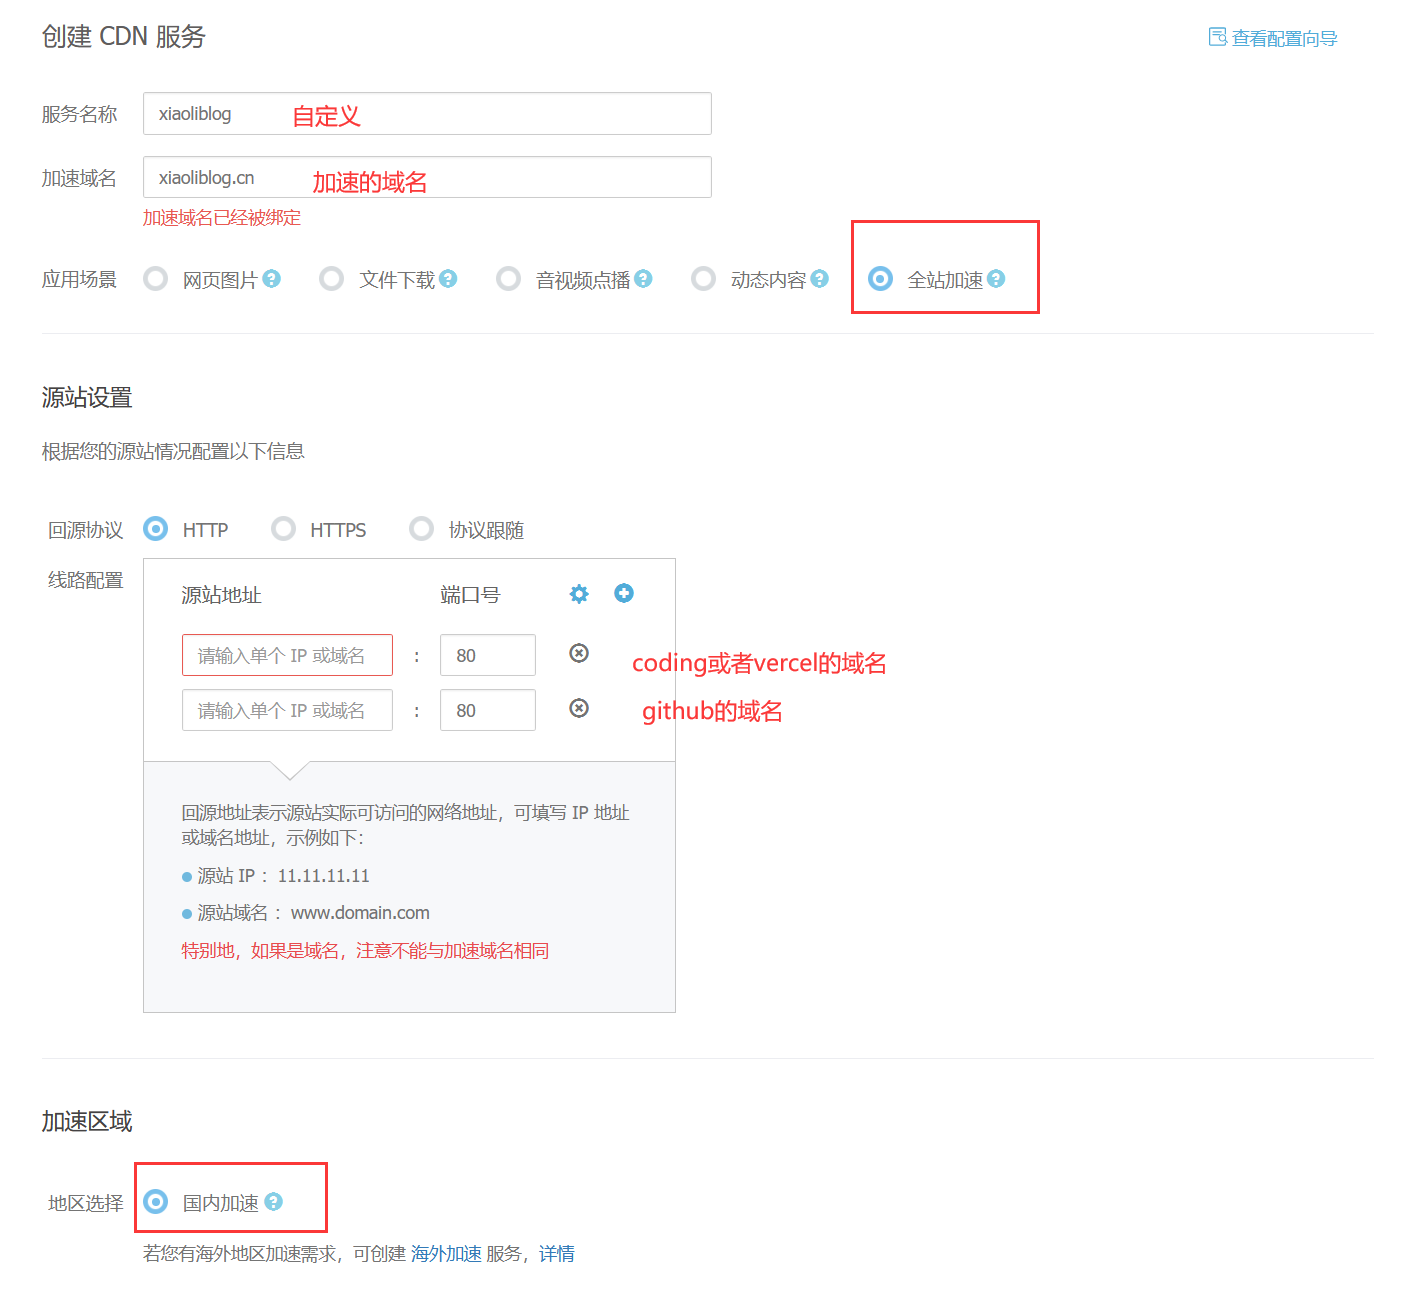 创建 CDN 服务
查看配置向导
服务名称 xiaoliblog 自定义
加速域名 xiaoliblog.cn 加速的域名
加速域名已经被绑定
应用场景 网页图片 ? 文件下载 ? 音视频点播 ? 动态内容 ? 全站加速 ?
源站设置
根据您的源站情况配置以下信息
回源协议 HTTP HTTPS 协议跟随
线路配置 源站地址 端口号
请输入单个 IP 或域名 : 80 coding或者vercel的域名
请输入单个 IP 或域名 : 80 github的域名
回源地址表示源站实际可访问的网络地址，可填写 IP 地址
或域名地址，示例如下：
源站 IP： 11.11.11.11
源站域名： www.domain.com
特别地，如果是域名，注意不能与加速域名相同
加速区域
地区选择 国内加速 ?
若您有海外地区加速需求，可创建 海外加速 服务，详情